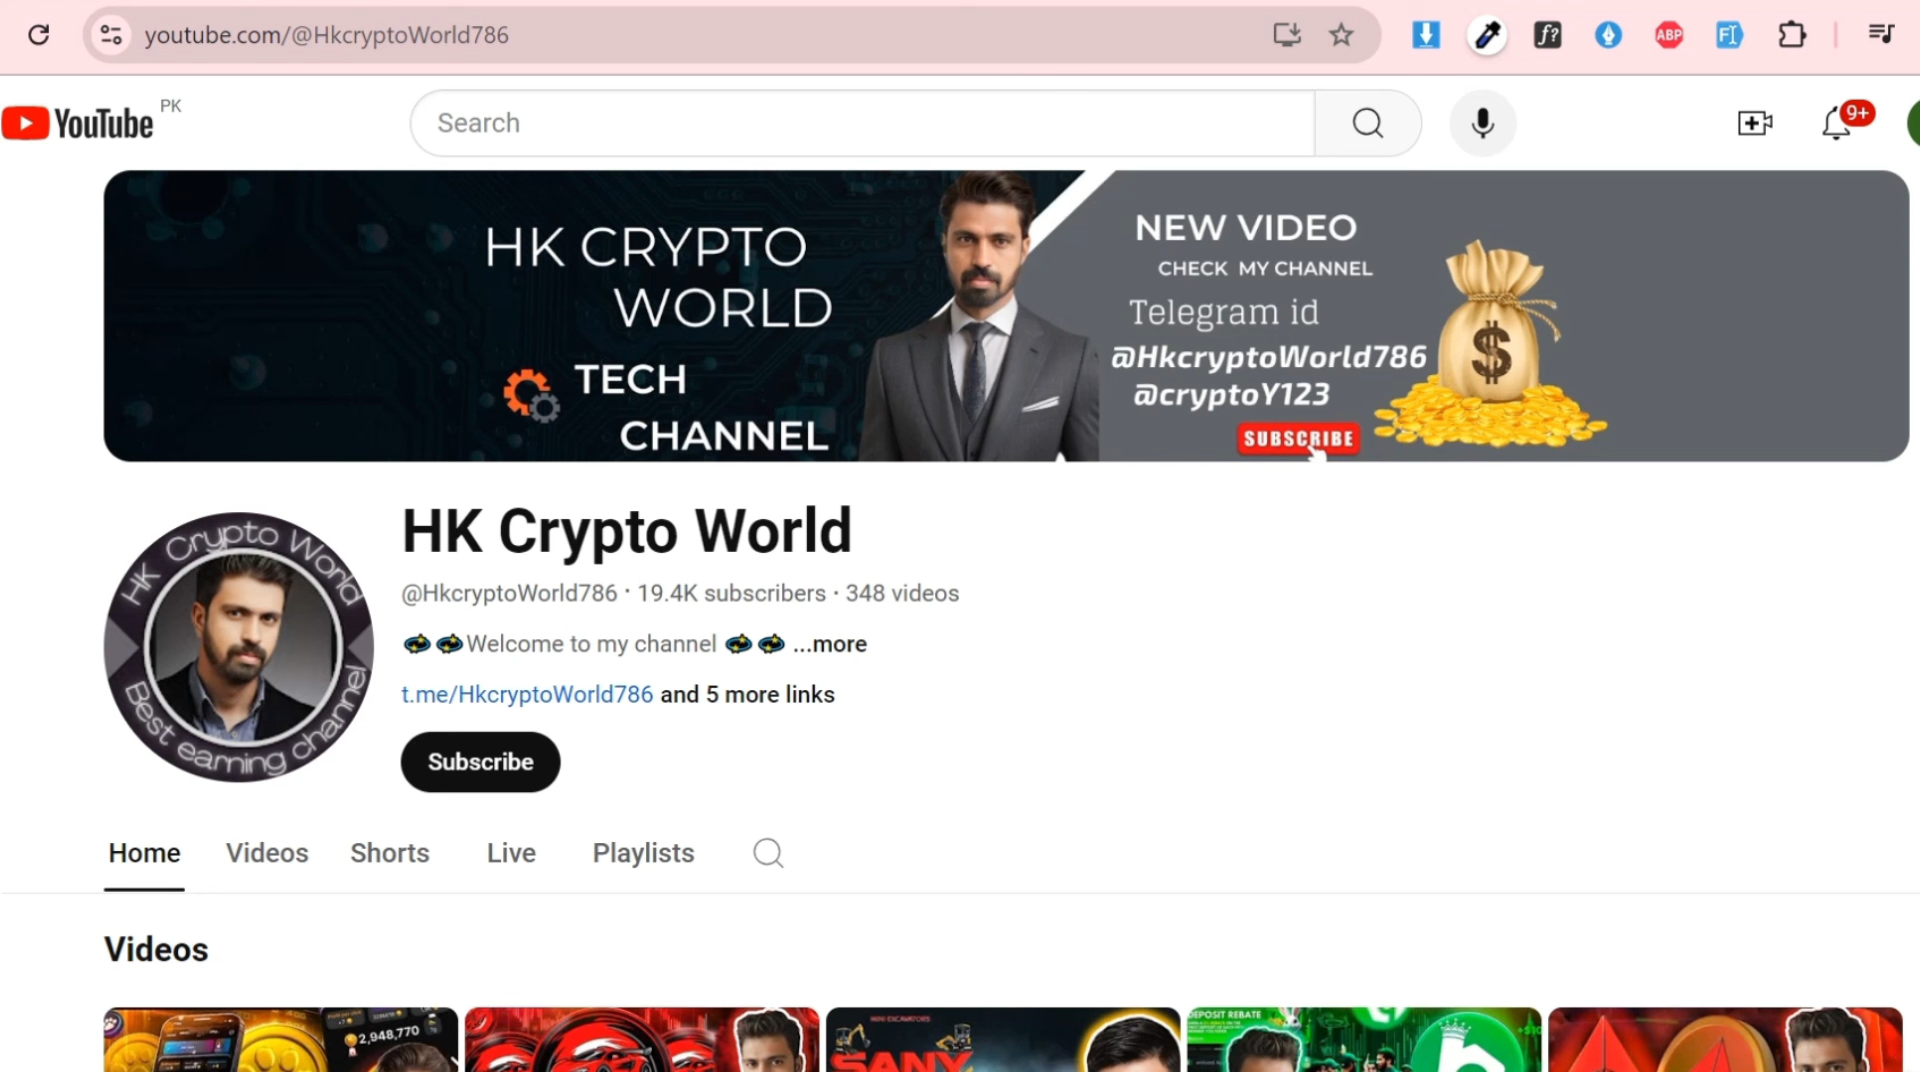 youtube.com/@HkcryptoWorld786
f?
ABP
YouTube PK
Search
9+
HK CRYPTO
WORLD
TECH
CHANNEL
NEW VIDEO
CHECK MY CHANNEL
Telegram id
@HkcryptoWorld786
@cryptoY123
SUBSCRIBE
$
HK Crypto World
Best earning channel
HK Crypto World
@HkcryptoWorld786 · 19.4K subscribers · 348 videos
Welcome to my channel ...more
t.me/HkcryptoWorld786 and 5 more links
Subscribe
Home Videos Shorts Live Playlists
Videos
2,948,770
MINI EXCAVATORS
SANY
DEPOSIT REBATE